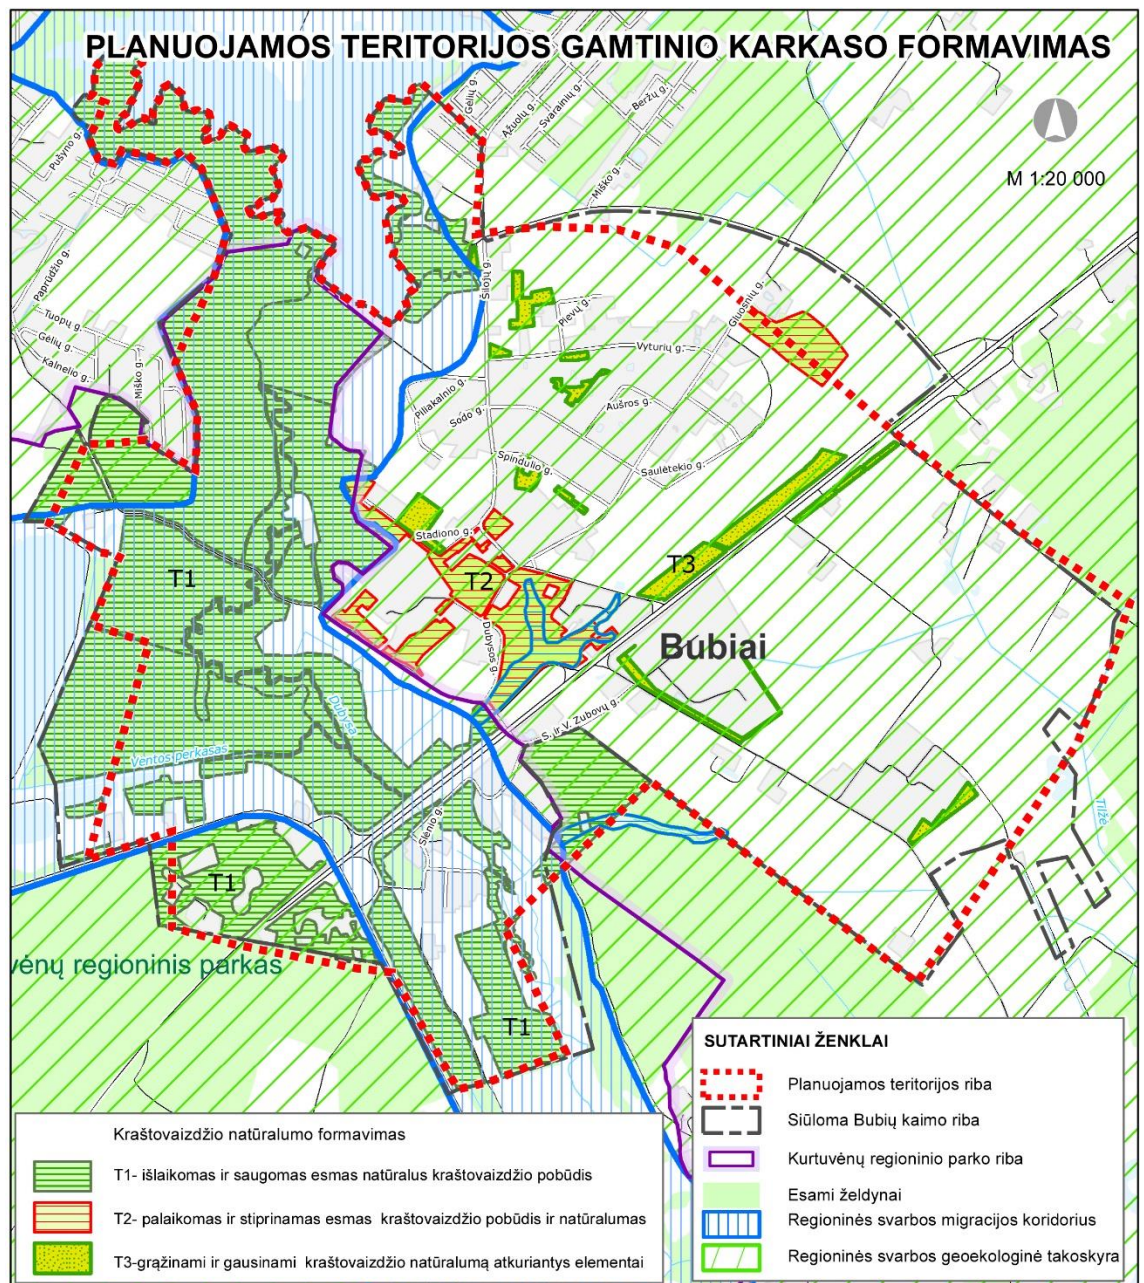 PLANUOJAMOS TERITORIJOS GAMTINIO KARKASO FORMAVIMAS
M 1:20 000
Pušyno g.
Gėlių g.
Ąžuolų g.
Svarainių g.
Beržų g.
Miško g.
Paprūdžio g.
Tuopų g.
Gėlių g.
Kalnelio g.
Miško g.
Šilojų g.
Pievų g.
Gluosnių g.
Vyturių g.
Piliakalnio g.
Sodo g.
Aušros g.
Spindulio g.
Saulėtekio g.
Stadiono g.
T1
T2
T3
Dubysos g.
Bubiai
S. ir V. Zubovų g.
Dubysa
Ventos perkasas
Slėnio g.
Tilžė
T1
vėnų regioninis parkas
T1
SUTARTINIAI ŽENKLAI
Planuojamos teritorijos riba
Siūloma Bubių kaimo riba
Kurtuvėnų regioninio parko riba
Esami želdynai
Regioninės svarbos migracijos koridorius
Regioninės svarbos geoekologinė takoskyra
Kraštovaizdžio natūralumo formavimas
T1- išlaikomas ir saugomas esmas natūralus kraštovaizdžio pobūdis
T2- palaikomas ir stiprinamas esmas kraštovaizdžio pobūdis ir natūralumas
T3-grąžinami ir gausinami kraštovaizdžio natūralumą atkuriantys elementai